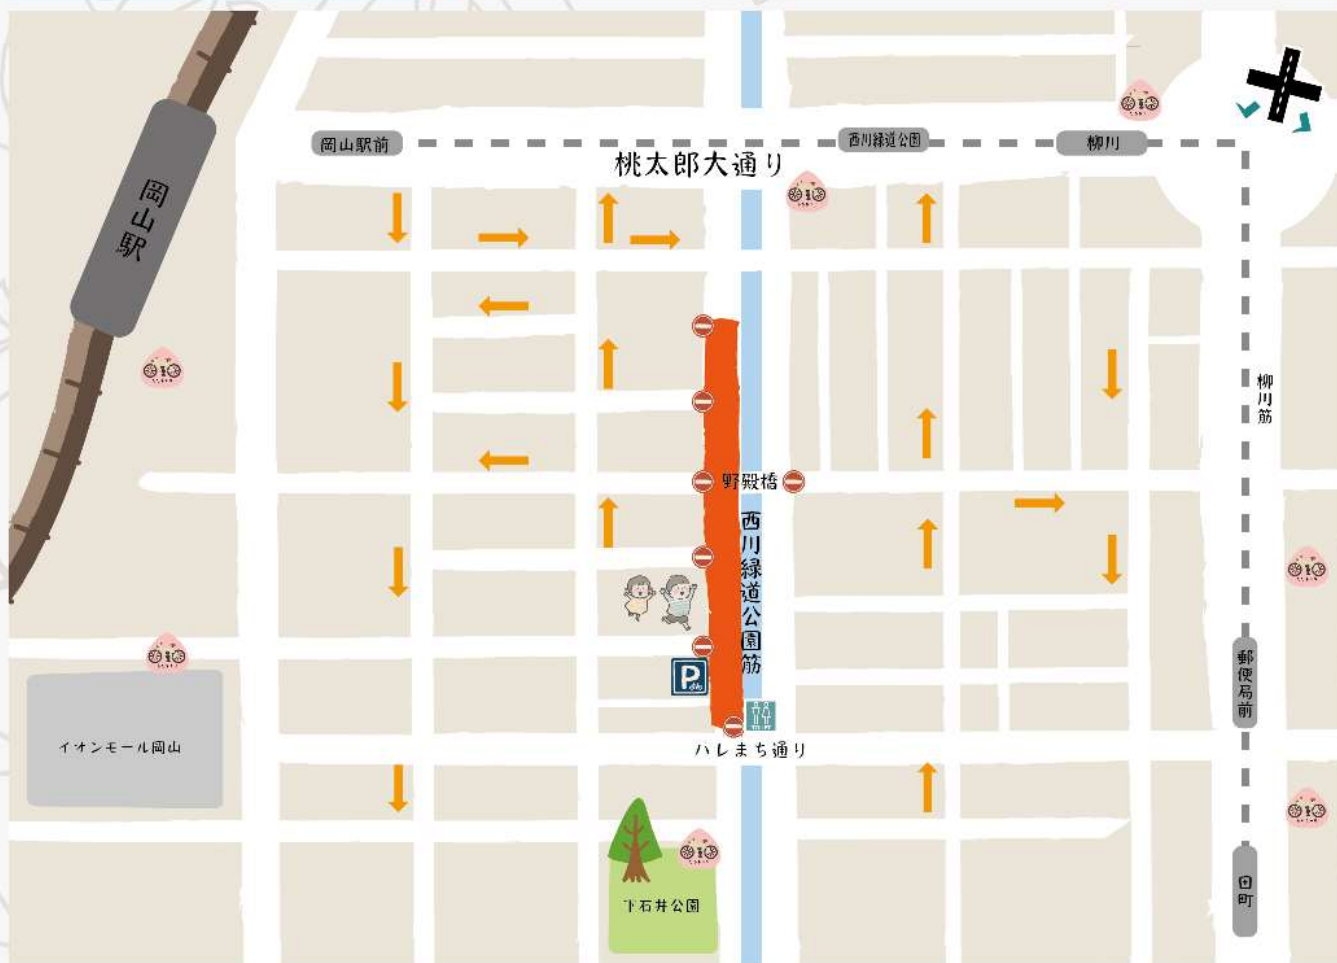 岡山駅前
西川緑道公園
柳川
桃太郎大通り
岡山駅
柳川筋
野殿橋
西川緑道公園筋
P
郵便局前
イオンモール岡山
ハレまち通り
下石井公園
田町